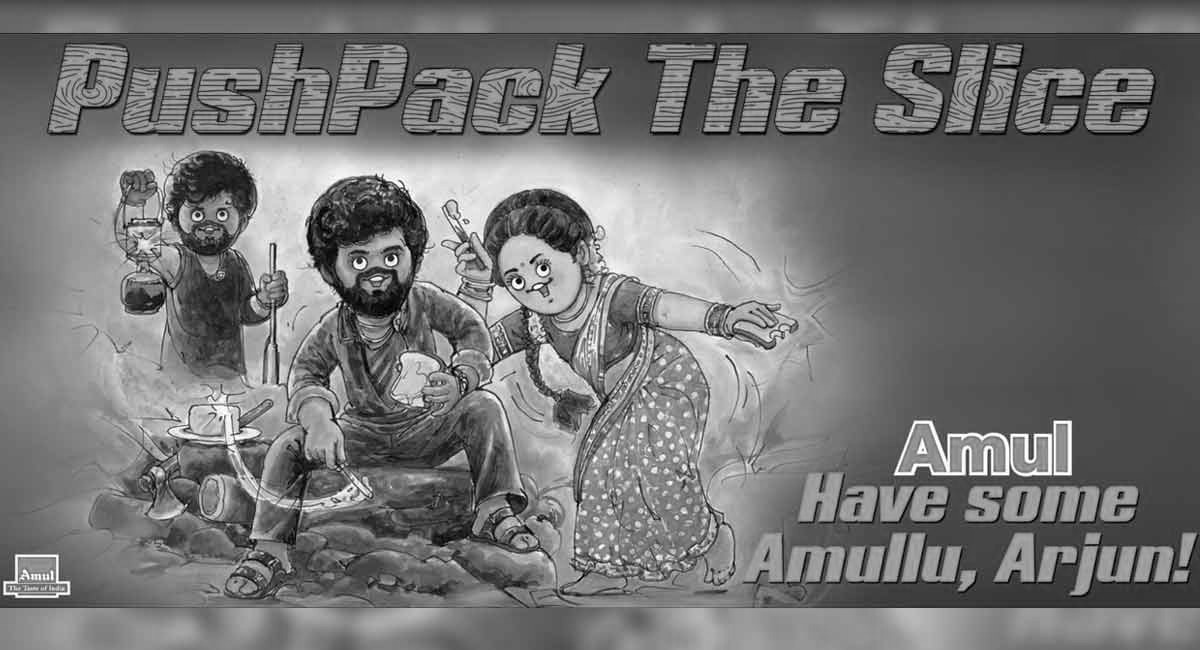 PushPack The Slice
Amul
Have some
Amullu, Arjun!
Amul
The Taste of India